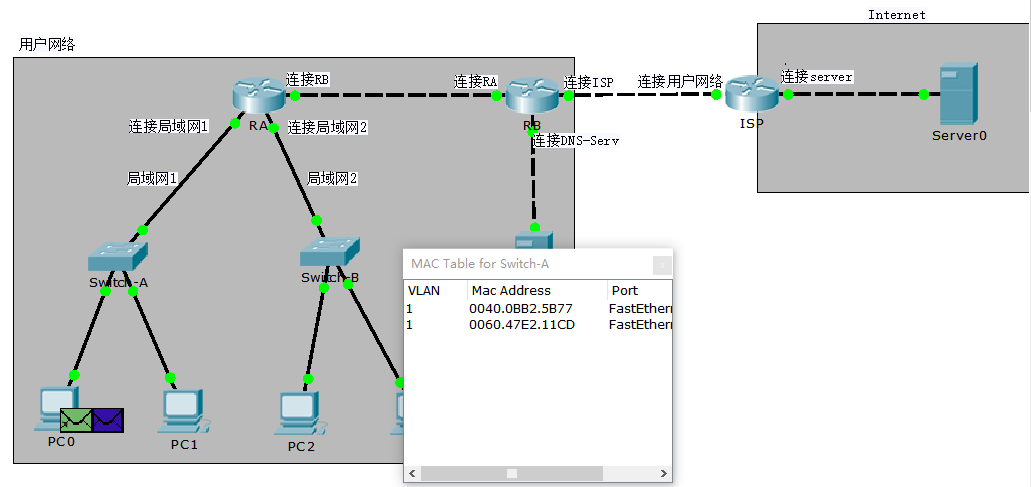 Internet
用户网络
连接RB
连接RA
连接ISP
连接用户网络
连接server
RA
RB
ISP
Server0
连接局域网1
连接局域网2
连接DNS-Serv
局域网1
局域网2
Switch-A
Switch-B
MAC Table for Switch-A
x
VLAN Mac Address Port
1 0040.0BB2.5B77 FastEthern
1 0060.47E2.11CD FastEthern
PC0
PC1
PC2